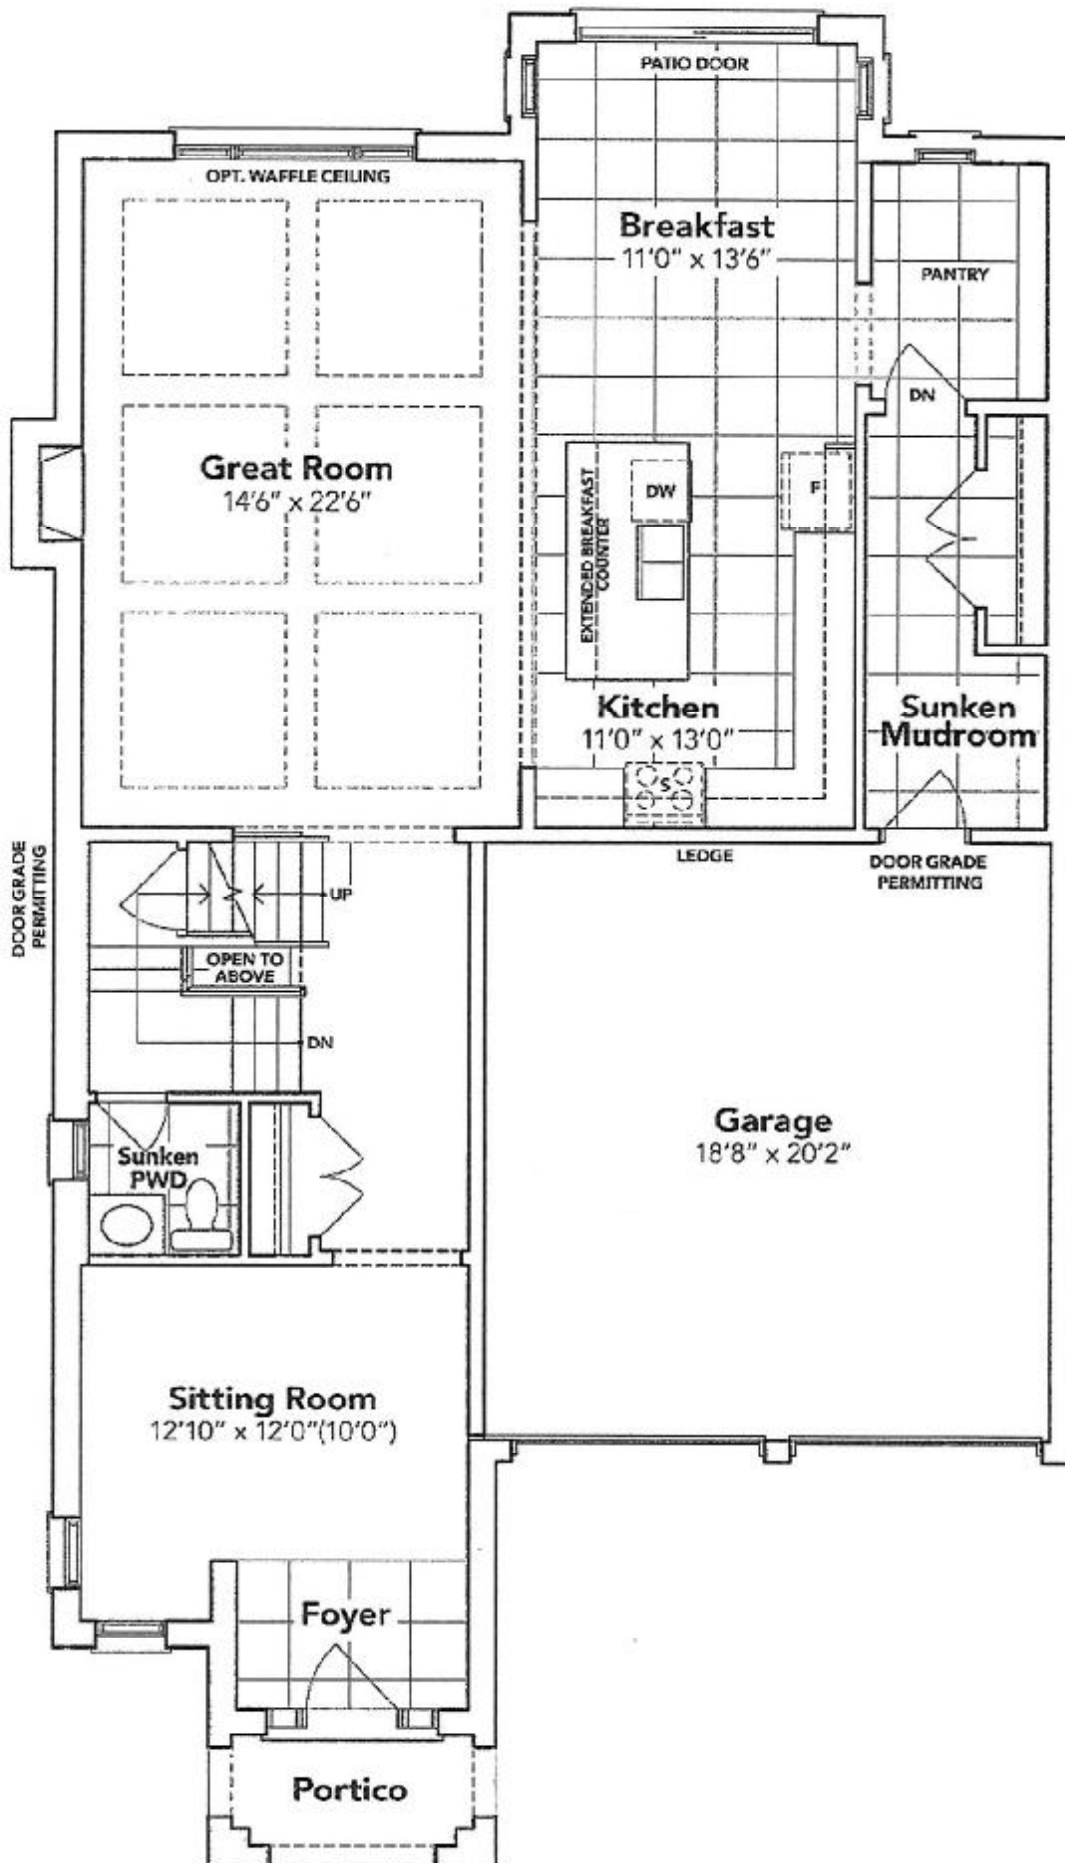 PATIO DOOR
OPT. WAFFLE CEILING
Breakfast
11'0" x 13'6"
PANTRY
DN
Great Room
14'6" x 22'6"
EXTENDED BREAKFAST
COUNTER
DW
F
Kitchen
11'0" x 13'0"
S
Sunken
Mudroom
DOOR GRADE
PERMITTING
LEDGE
DOOR GRADE
PERMITTING
UP
OPEN TO
ABOVE
DN
Garage
18'8" x 20'2"
Sunken
PWD
Sitting Room
12'10" x 12'0"(10'0")
Foyer
Portico